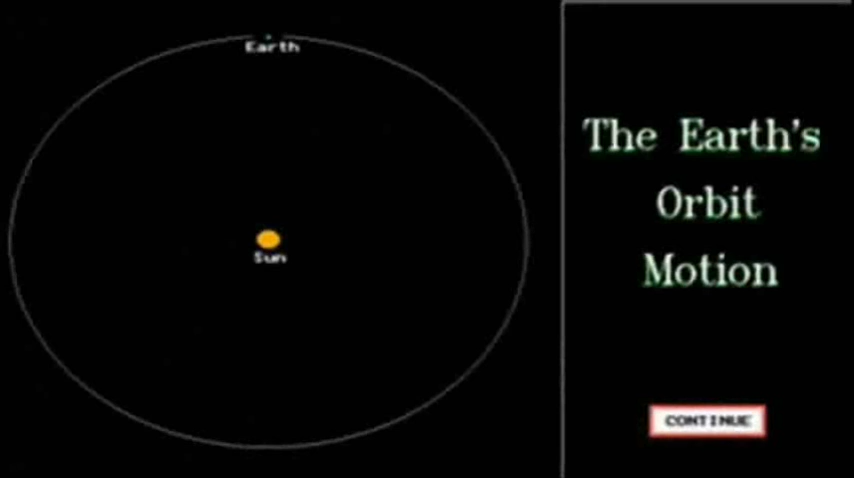 Earth
Sun
The Earth's
Orbit
Motion
CONTINUE